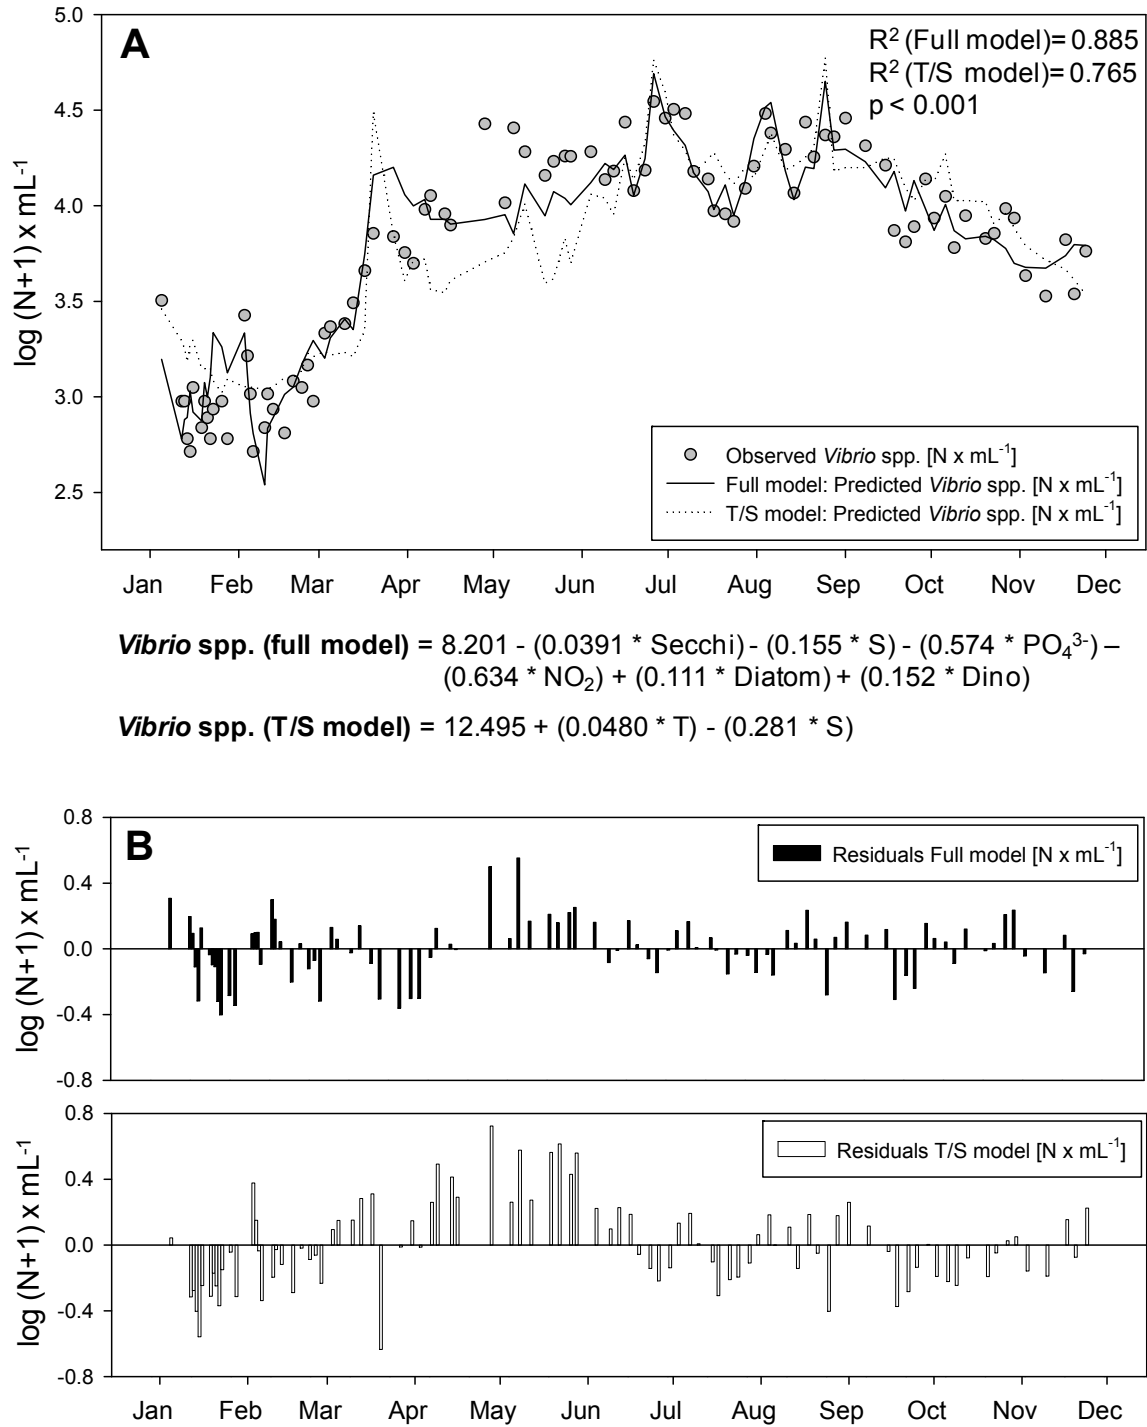 A
R² (Full model)= 0.885
R² (T/S model)= 0.765
p < 0.001
log (N+1) x mL⁻¹
5.0
4.5
4.0
3.5
3.0
2.5
Observed Vibrio spp. [N x mL⁻¹]
Full model: Predicted Vibrio spp. [N x mL⁻¹]
T/S model: Predicted Vibrio spp. [N x mL⁻¹]
Jan Feb Mar Apr May Jun Jul Aug Sep Oct Nov Dec
Vibrio spp. (full model) = 8.201 - (0.0391 * Secchi) - (0.155 * S) - (0.574 * PO₄³⁻) –
(0.634 * NO₂) + (0.111 * Diatom) + (0.152 * Dino)
Vibrio spp. (T/S model) = 12.495 + (0.0480 * T) - (0.281 * S)
B
Residuals Full model [N x mL⁻¹]
log (N+1) x mL⁻¹
0.8
0.4
0.0
-0.4
-0.8
Residuals T/S model [N x mL⁻¹]
log (N+1) x mL⁻¹
0.8
0.4
0.0
-0.4
-0.8
Jan Feb Mar Apr May Jun Jul Aug Sep Oct Nov Dec